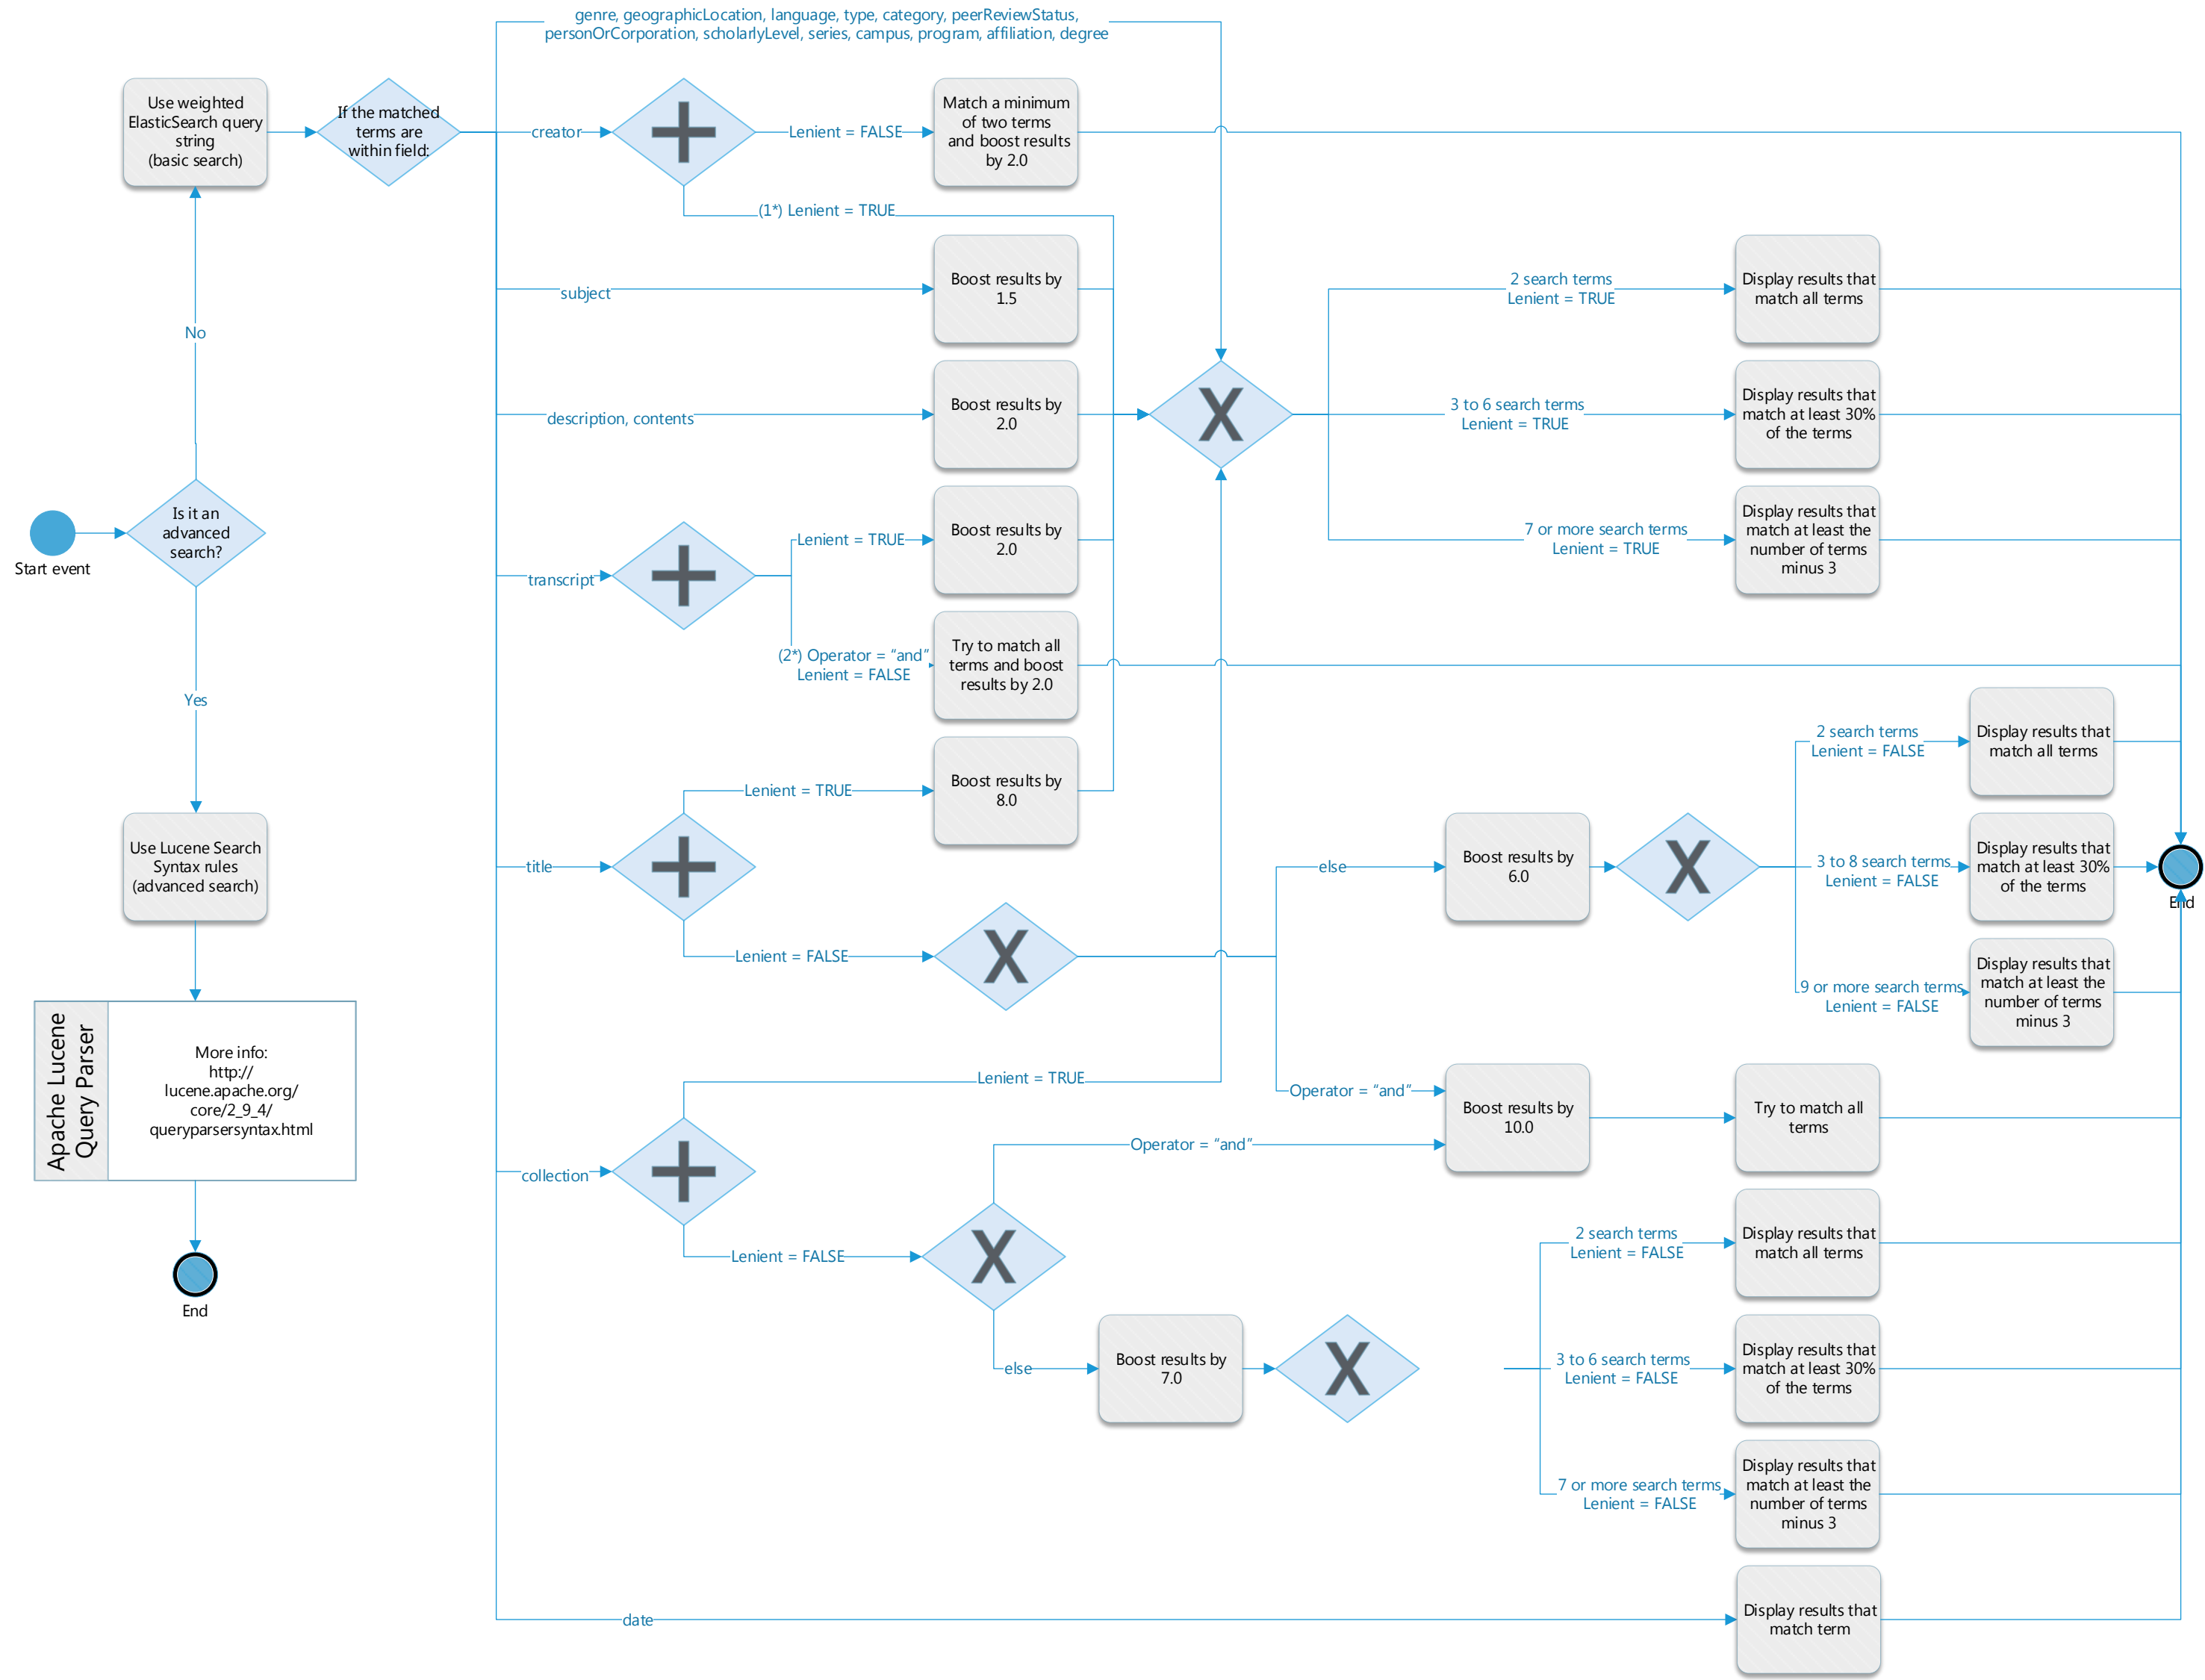 genre, geographicLocation, language, type, category, peerReviewStatus,
personOrCorporation, scholarlyLevel, series, campus, program, affiliation, degree
Use weighted
ElasticSearch query
string
(basic search)
If the matched
terms are
within field:
creator
Lenient = FALSE
Match a minimum
of two terms
and boost results
by 2.0
(1*) Lenient = TRUE
subject
Boost results by
1.5
2 search terms
Lenient = TRUE
Display results that
match all terms
No
description, contents
Boost results by
2.0
3 to 6 search terms
Lenient = TRUE
Display results that
match at least 30%
of the terms
Start event
Is it an
advanced
search?
transcript
Lenient = TRUE
Boost results by
2.0
7 or more search terms
Lenient = TRUE
Display results that
match at least the
number of terms
minus 3
(2*) Operator = “and”
Lenient = FALSE
Try to match all
terms and boost
results by 2.0
Yes
2 search terms
Lenient = FALSE
Display results that
match all terms
Lenient = TRUE
Boost results by
8.0
Use Lucene Search
Syntax rules
(advanced search)
title
else
Boost results by
6.0
3 to 8 search terms
Lenient = FALSE
Display results that
match at least 30%
of the terms
End
Lenient = FALSE
9 or more search terms
Lenient = FALSE
Display results that
match at least the
number of terms
minus 3
Apache Lucene
Query Parser
More info:
http://
lucene.apache.org/
core/2_9_4/
queryparsersyntax.html
Lenient = TRUE
Operator = “and”
Boost results by
10.0
Try to match all
terms
Operator = “and”
collection
Lenient = FALSE
2 search terms
Lenient = FALSE
Display results that
match all terms
End
else
Boost results by
7.0
3 to 6 search terms
Lenient = FALSE
Display results that
match at least 30%
of the terms
7 or more search terms
Lenient = FALSE
Display results that
match at least the
number of terms
minus 3
date
Display results that
match term